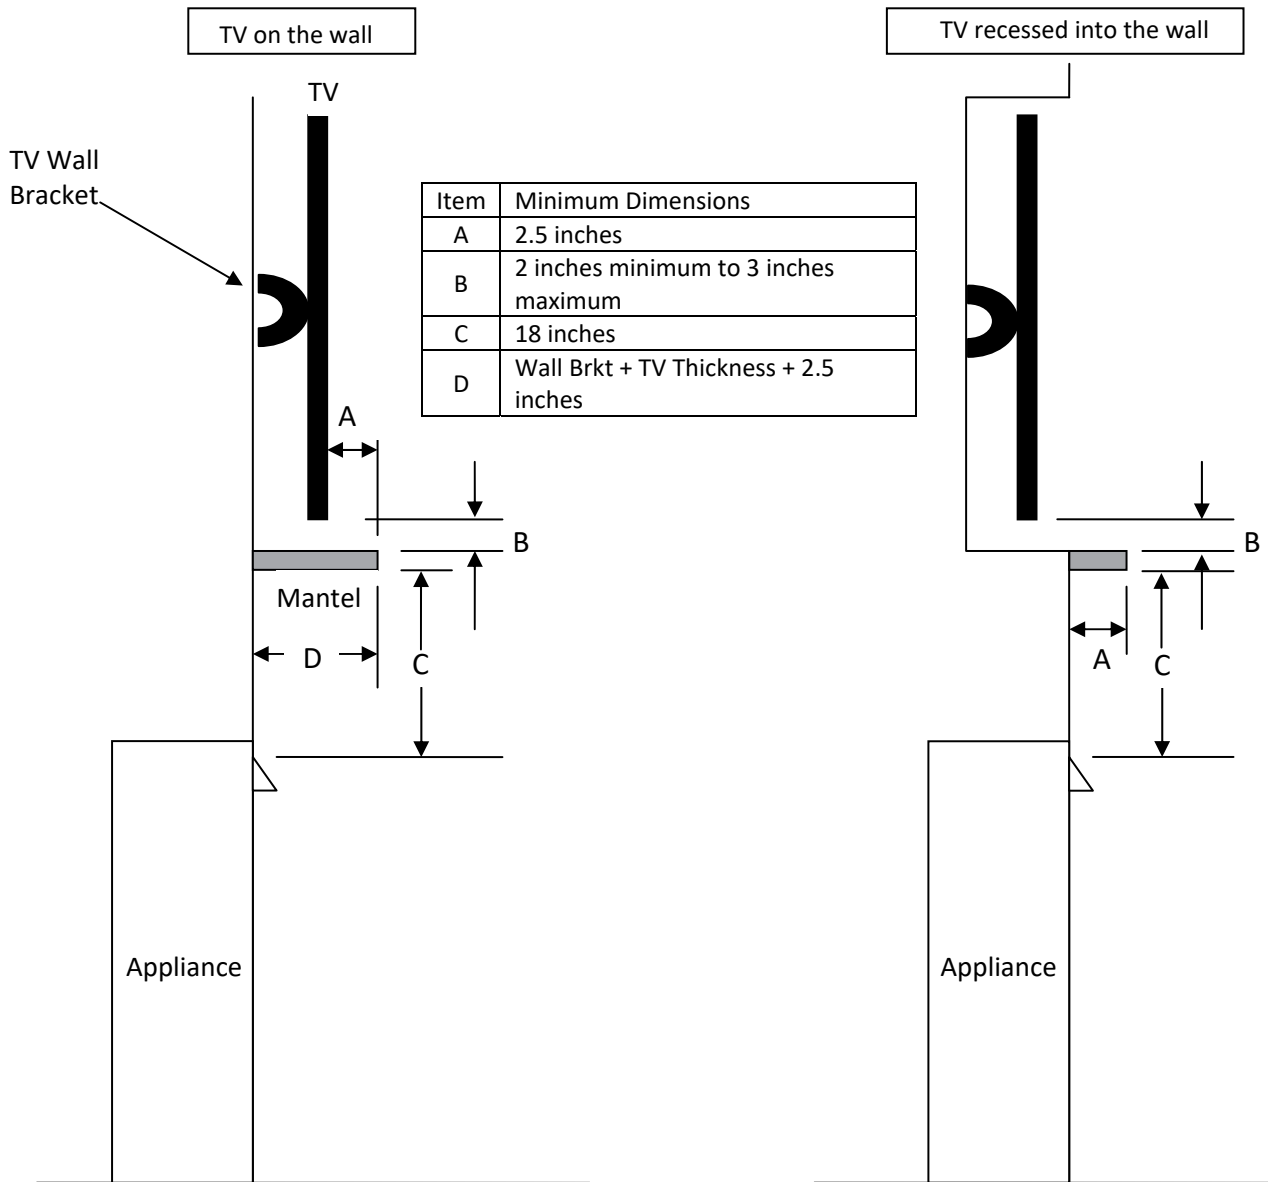 TV on the wall
TV recessed into the wall
TV
TV Wall
Bracket
Item Minimum Dimensions
A 2.5 inches
B 2 inches minimum to 3 inches
maximum
C 18 inches
D Wall Brkt + TV Thickness + 2.5
inches
A
B
Mantel
D
C
Appliance
B
A
C
Appliance